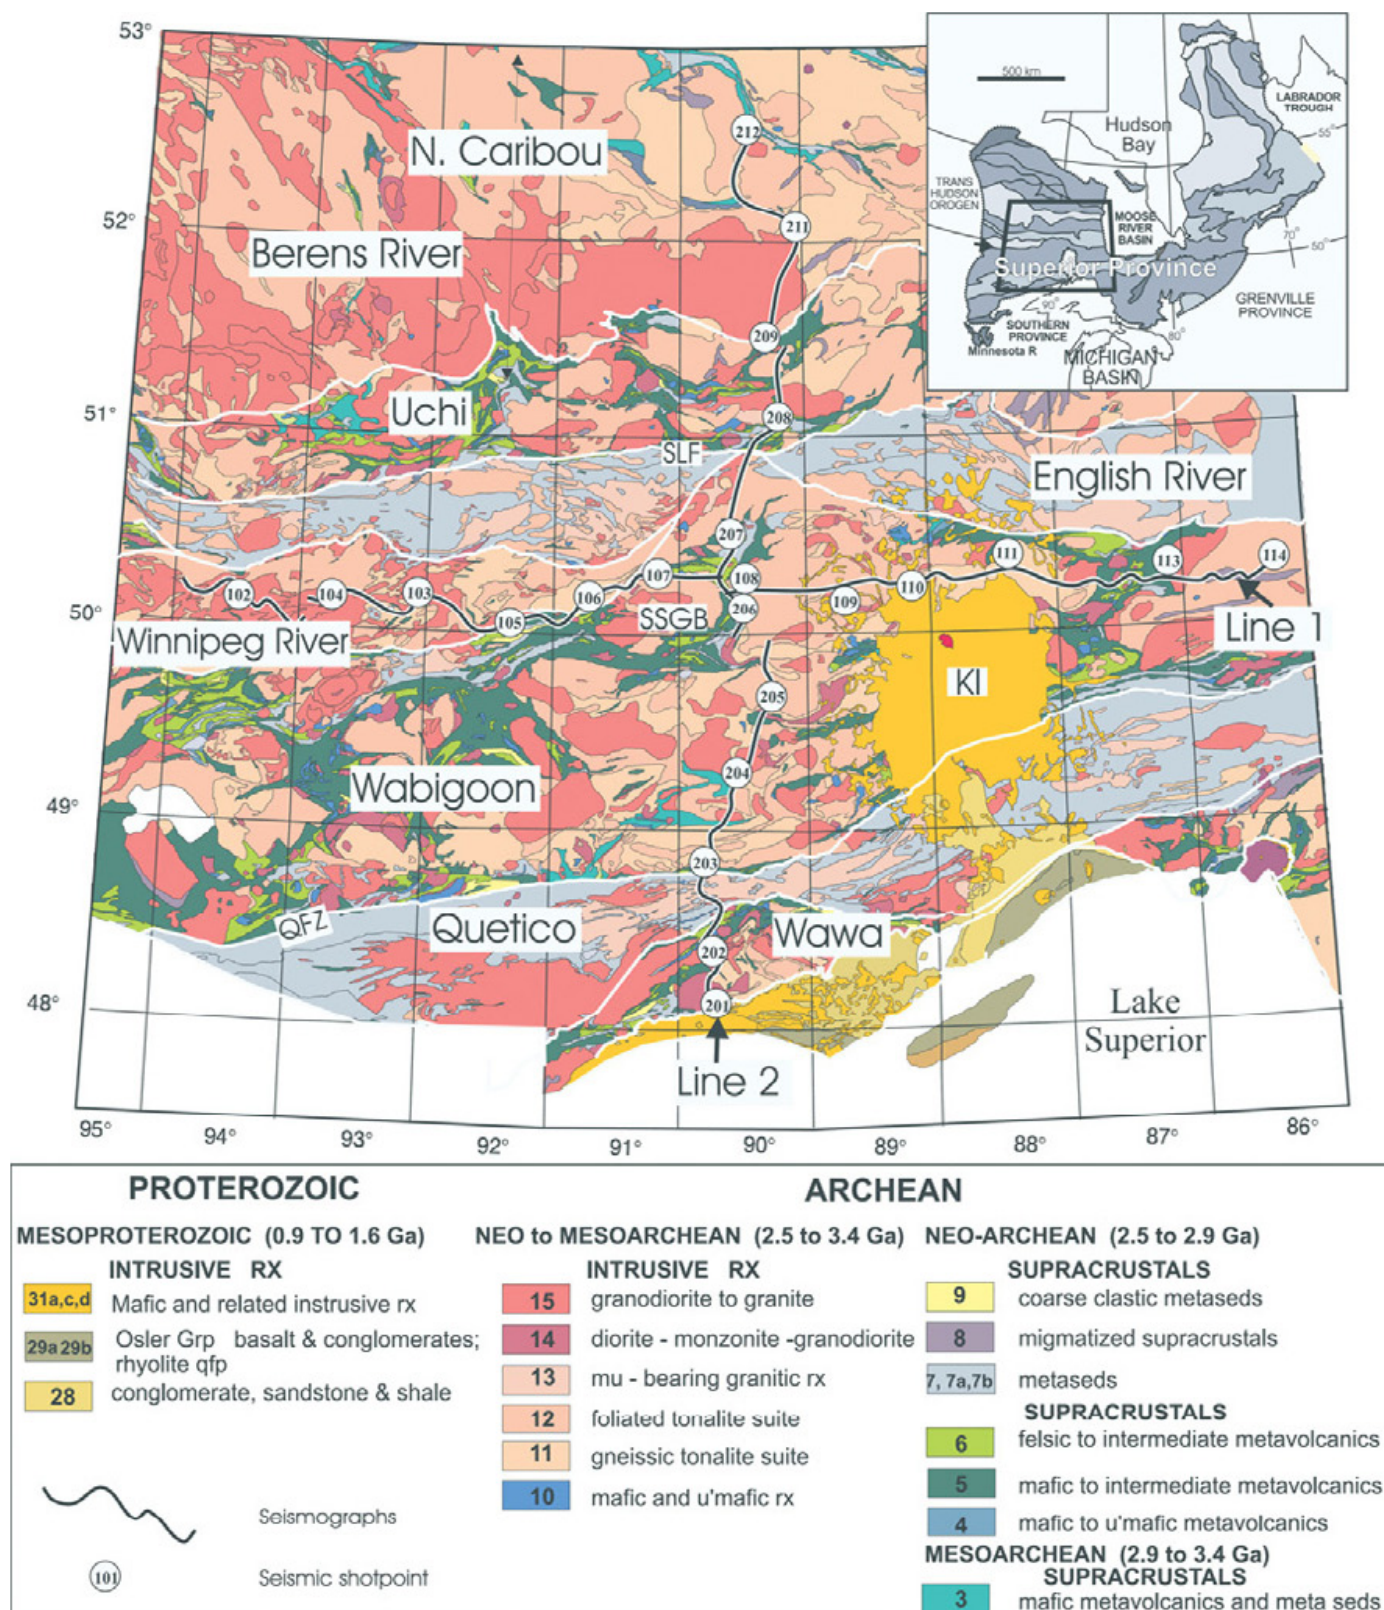 53°
52°
51°
50°
49°
48°
N. Caribou
Berens River
Uchi
SLF
English River
Winnipeg River
SSGB
KI
Line 1
Wabigoon
QFZ
Quetico
Wawa
Lake
Superior
Line 2
212
211
209
208
207
107
108
206
106
105
103
104
102
109
110
111
113
114
205
204
203
202
201
95°
94°
93°
92°
91°
90°
89°
88°
87°
86°
500 km
Hudson
Bay
LABRADOR
TROUGH
55°
TRANS
HUDSON
OROGEN
MOOSE
RIVER
BASIN
70°
50°
Superior Province
90°
GRENVILLE
PROVINCE
SOUTHERN
PROVINCE
80°
Minnesota R
MICHIGAN
BASIN
PROTEROZOIC
MESOPROTEROZOIC (0.9 TO 1.6 Ga)
INTRUSIVE RX
31a,c,d Mafic and related instrusive rx
29a 29b Osler Grp basalt & conglomerates;
rhyolite qfp
28 conglomerate, sandstone & shale
Seismographs
101 Seismic shotpoint
ARCHEAN
NEO to MESOARCHEAN (2.5 to 3.4 Ga)
INTRUSIVE RX
15 granodiorite to granite
14 diorite - monzonite -granodiorite
13 mu - bearing granitic rx
12 foliated tonalite suite
11 gneissic tonalite suite
10 mafic and u'mafic rx
NEO-ARCHEAN (2.5 to 2.9 Ga)
SUPRACRUSTALS
9 coarse clastic metaseds
8 migmatized supracrustals
7, 7a,7b metaseds
SUPRACRUSTALS
6 felsic to intermediate metavolcanics
5 mafic to intermediate metavolcanics
4 mafic to u'mafic metavolcanics
MESOARCHEAN (2.9 to 3.4 Ga)
SUPRACRUSTALS
3 mafic metavolcanics and meta seds